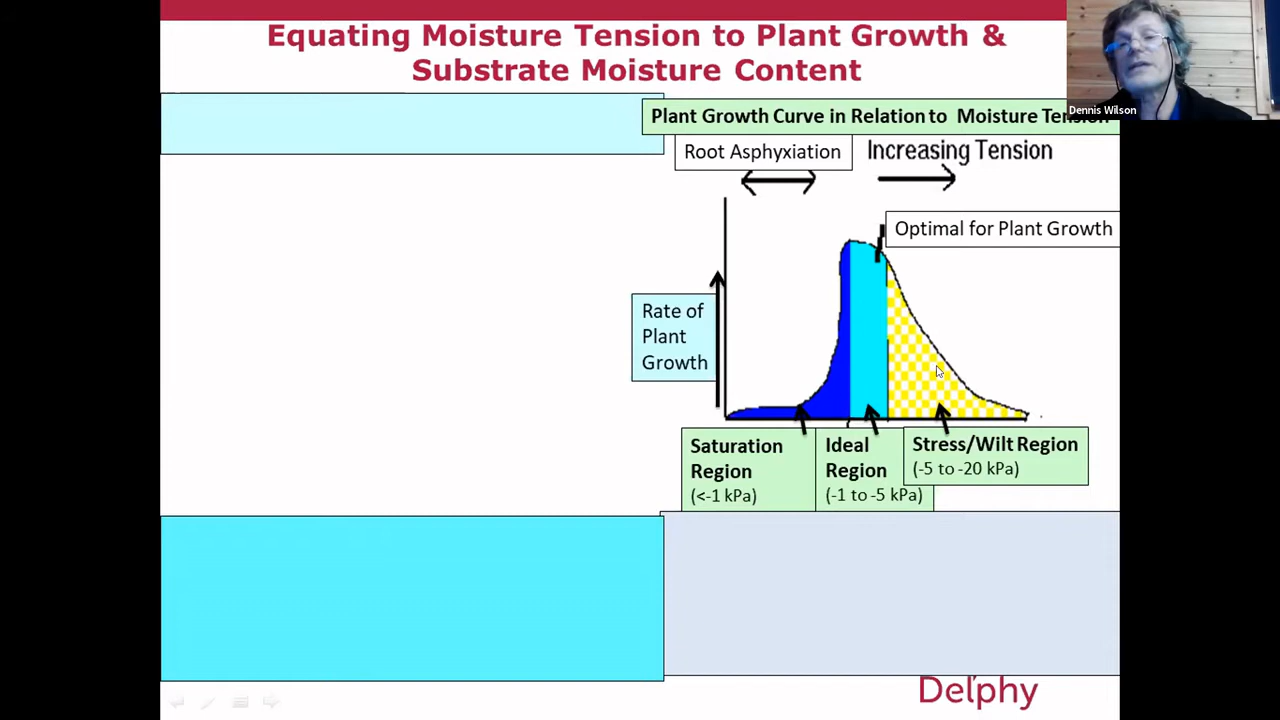 Equating Moisture Tension to Plant Growth &
Substrate Moisture Content
Dennis Wilson
Plant Growth Curve in Relation to Moisture Tension
Root Asphyxiation
Increasing Tension
Optimal for Plant Growth
Rate of
Plant
Growth
Saturation
Region
(<-1 kPa)
Ideal
Region
(-1 to -5 kPa)
Stress/Wilt Region
(-5 to -20 kPa)
Delphy